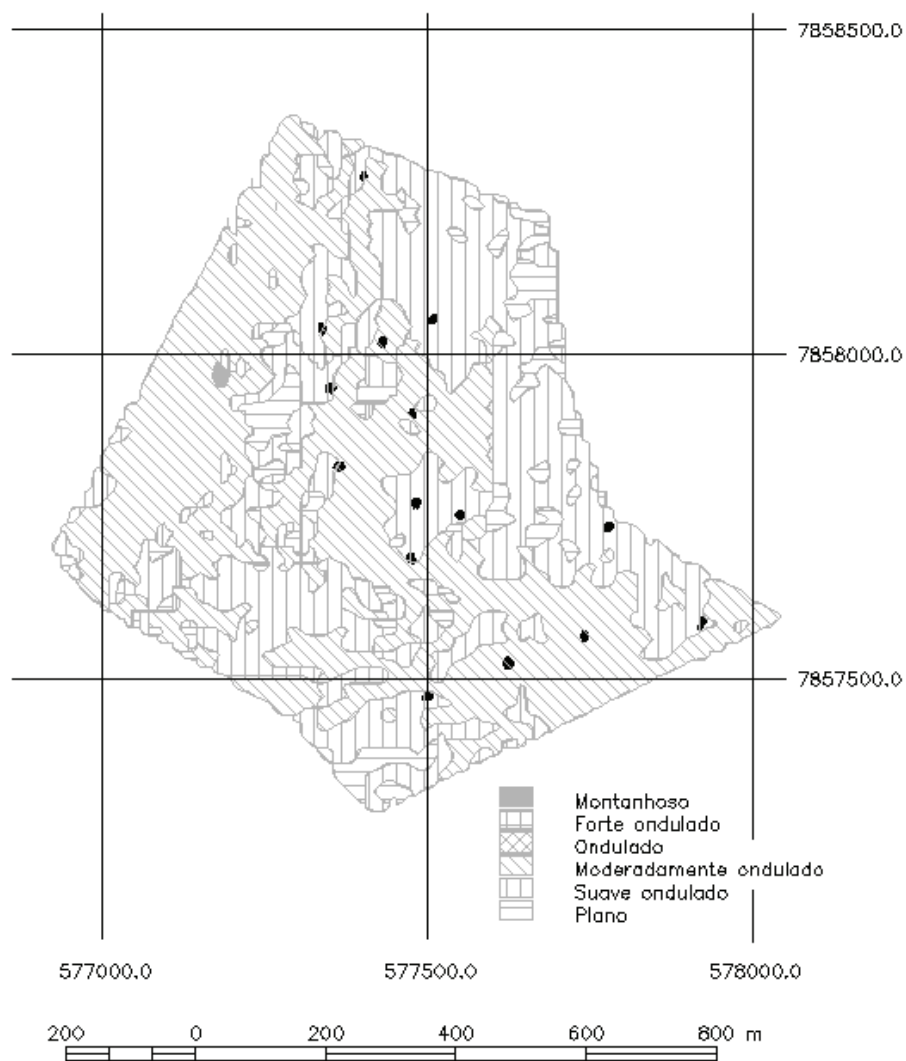 7858500.0
7858000.0
7857500.0
Montanhoso
Forte ondulado
Ondulado
Moderadamente ondulado
Suave ondulado
Plano
577000.0 577500.0 578000.0
200 0 200 400 600 800 m